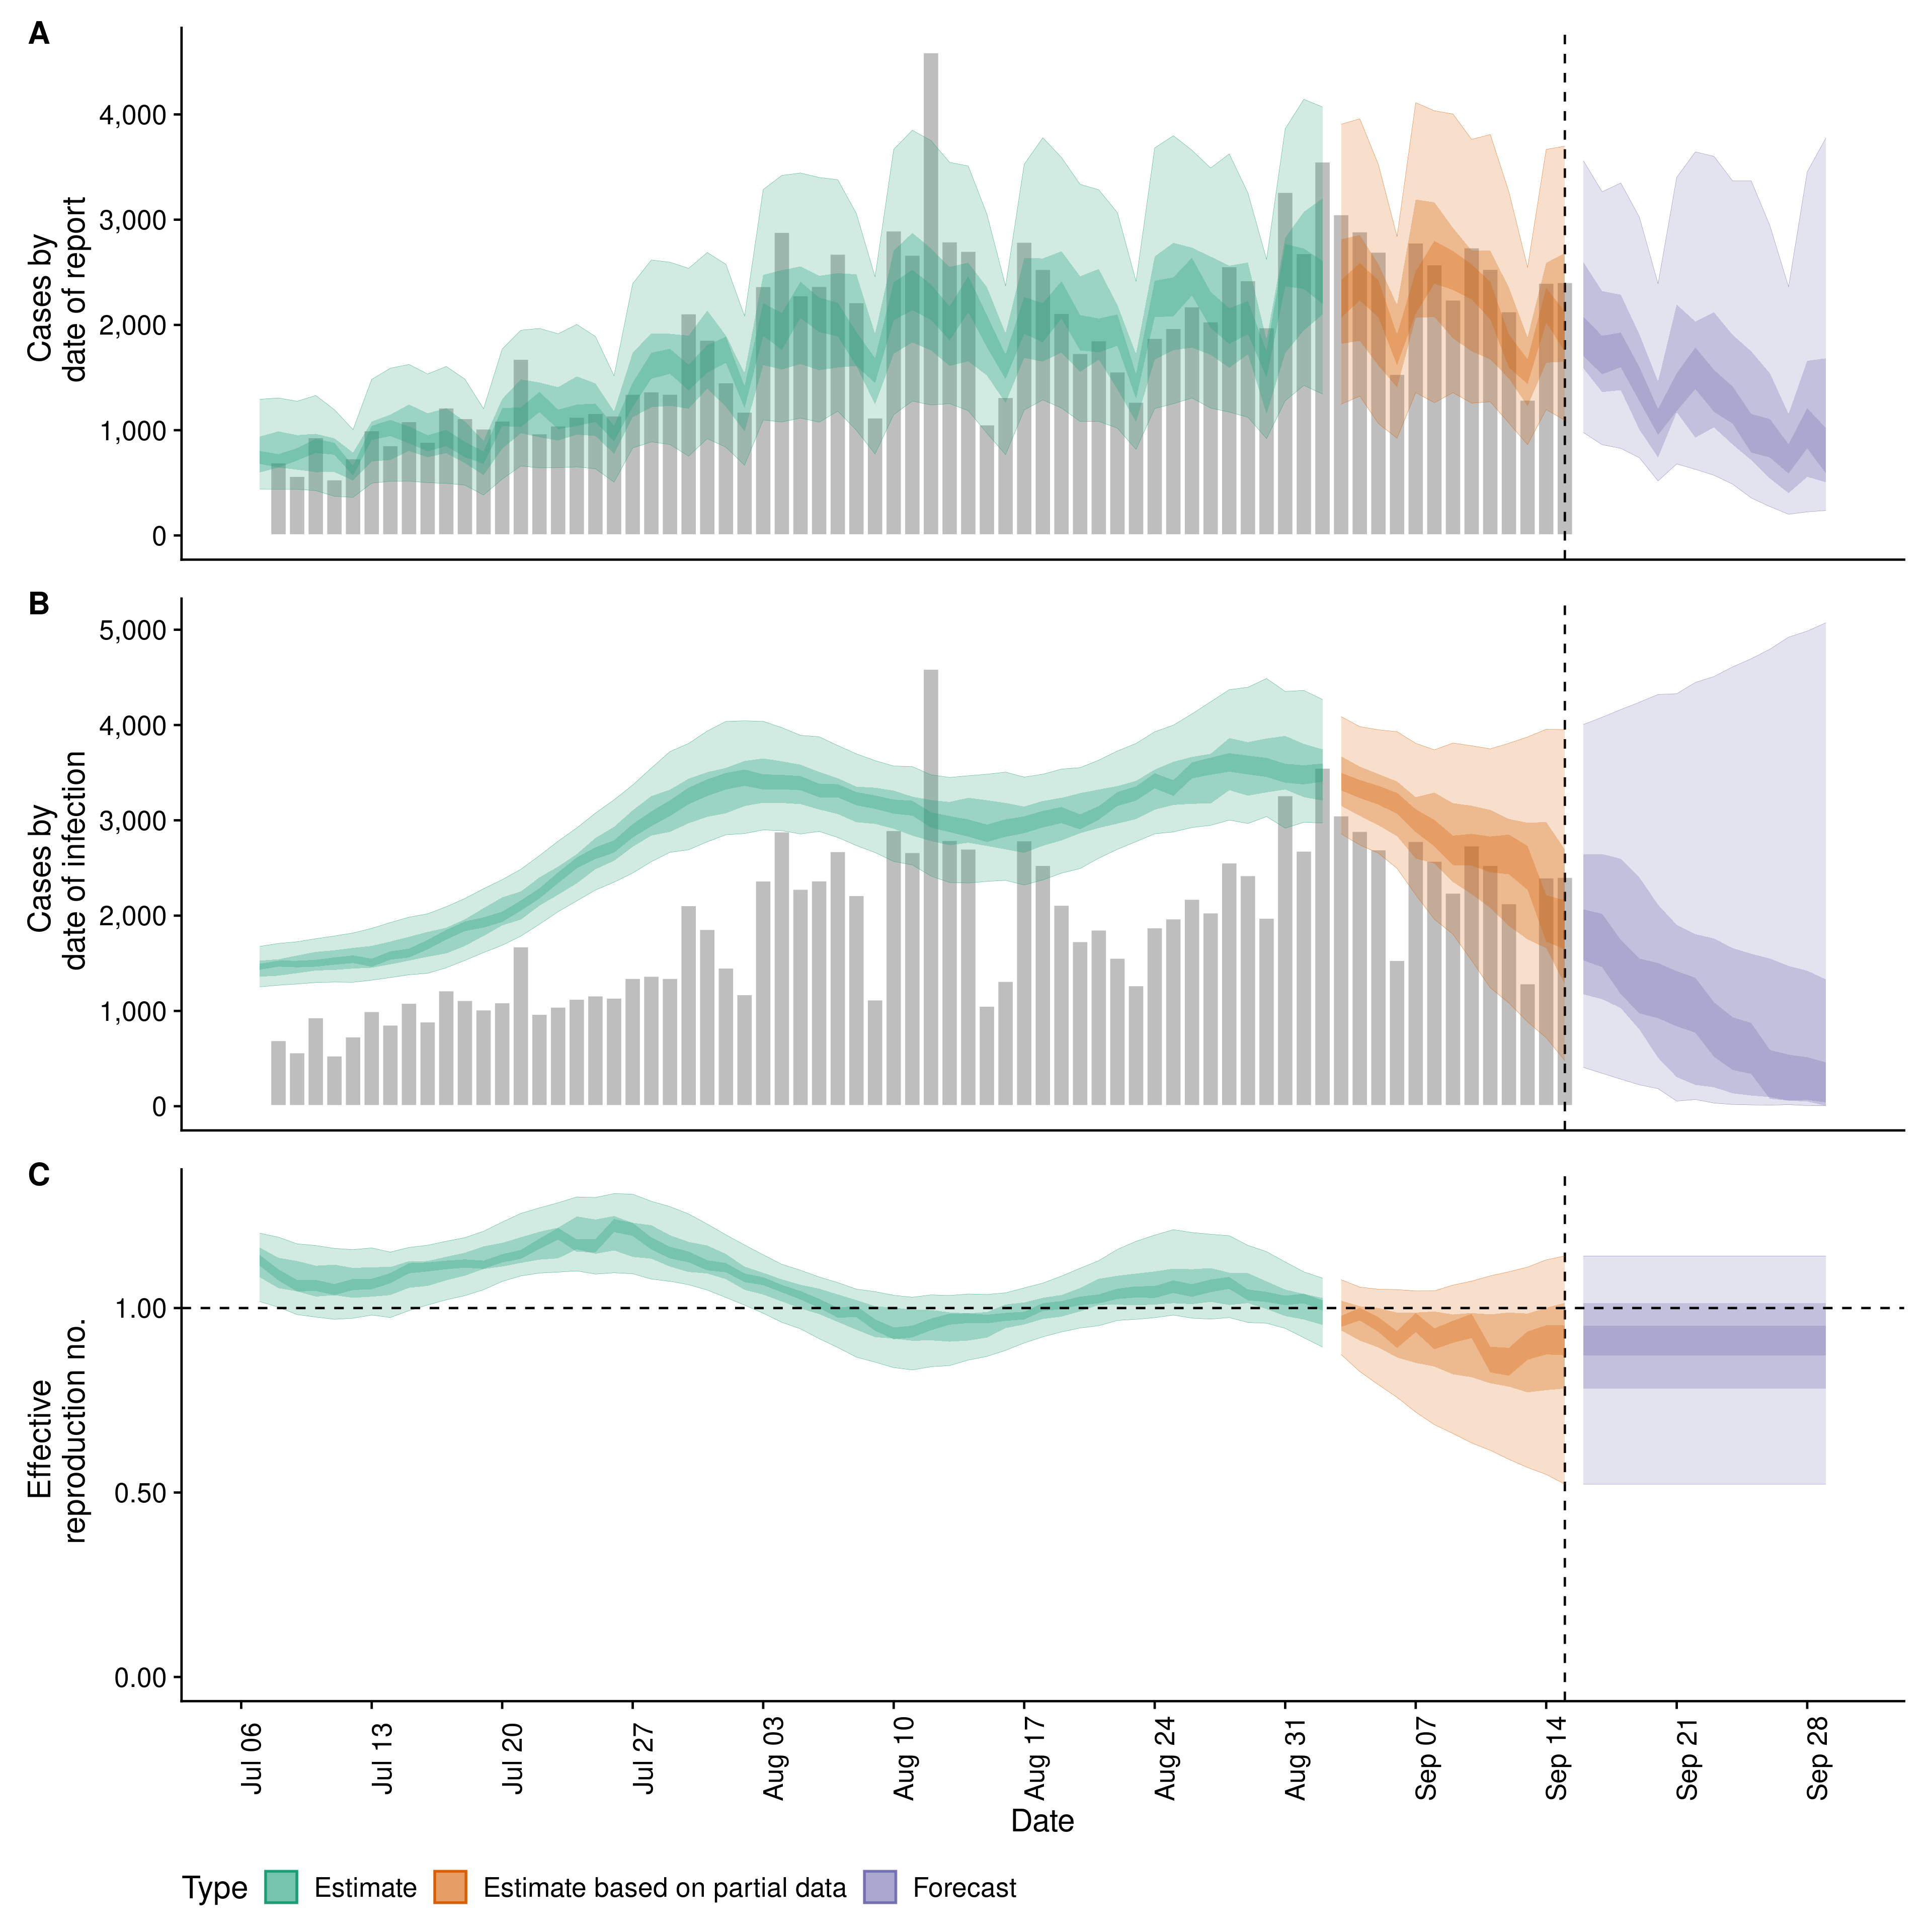 A
Cases by
date of report
4,000
3,000
2,000
1,000
0
B
Cases by
date of infection
5,000
4,000
3,000
2,000
1,000
0
C
Effective
reproduction no.
1.00
0.50
0.00
Jul 06
Jul 13
Jul 20
Jul 27
Aug 03
Aug 10
Aug 17
Aug 24
Aug 31
Sep 07
Sep 14
Sep 21
Sep 28
Date
Type Estimate Estimate based on partial data Forecast